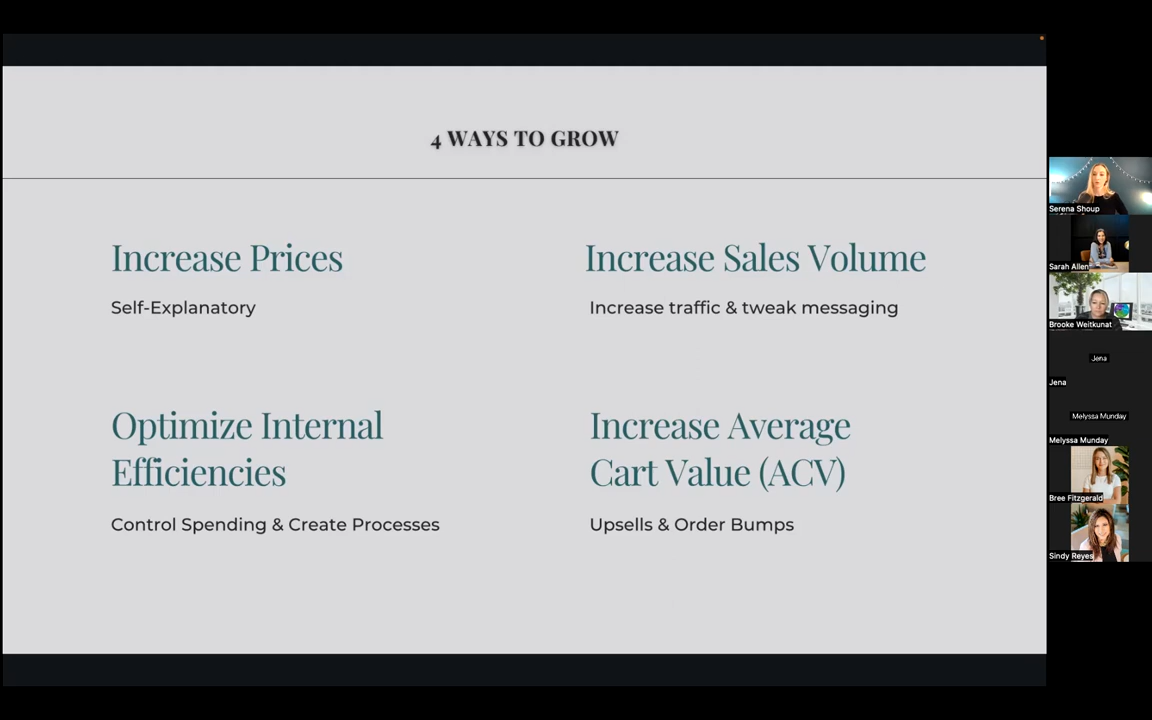 4 WAYS TO GROW
Increase Prices
Self-Explanatory
Increase Sales Volume
Increase traffic & tweak messaging
Optimize Internal
Efficiencies
Control Spending & Create Processes
Increase Average
Cart Value (ACV)
Upsells & Order Bumps
Serena Shoup
Sarah Allen
Brooke Weitkunat
Jena
Jena
Melyssa Munday
Melyssa Munday
Bree Fitzgerald
Sindy Reyes